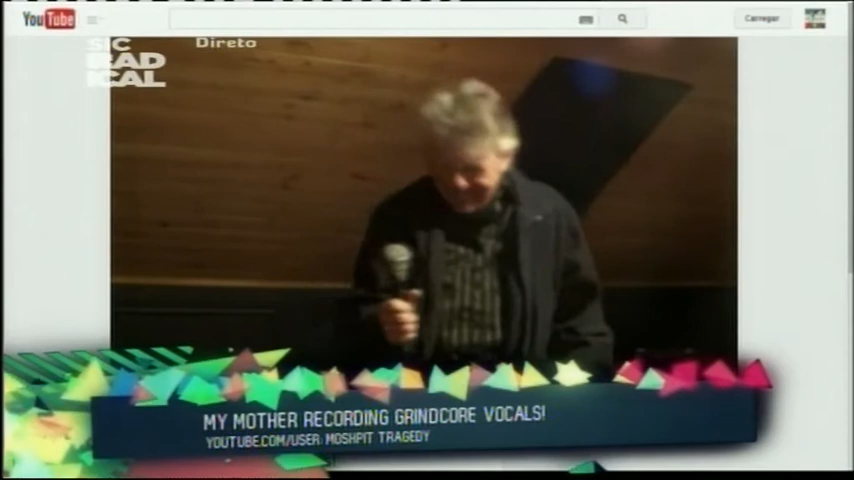 YouTube
Carregar
SIC
RADICAL
Direto
MY MOTHER RECORDING GRINDCORE VOCALS!
YOUTUBE.COM/USER: MOSHPIT TRAGEDY